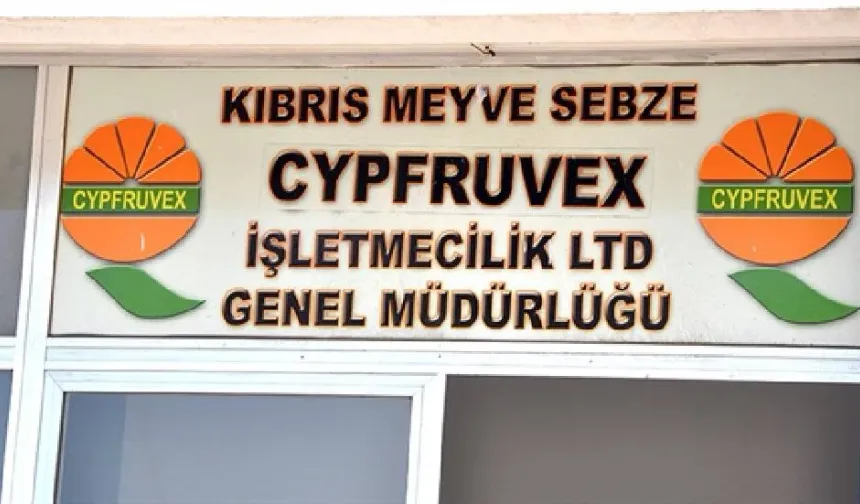 KIBRIS MEYVE SEBZE
CYPFRUVEX
CYPFRUVEX
CYPFRUVEX
İŞLETMECİLİK LTD
GENEL MÜDÜRLÜĞÜ